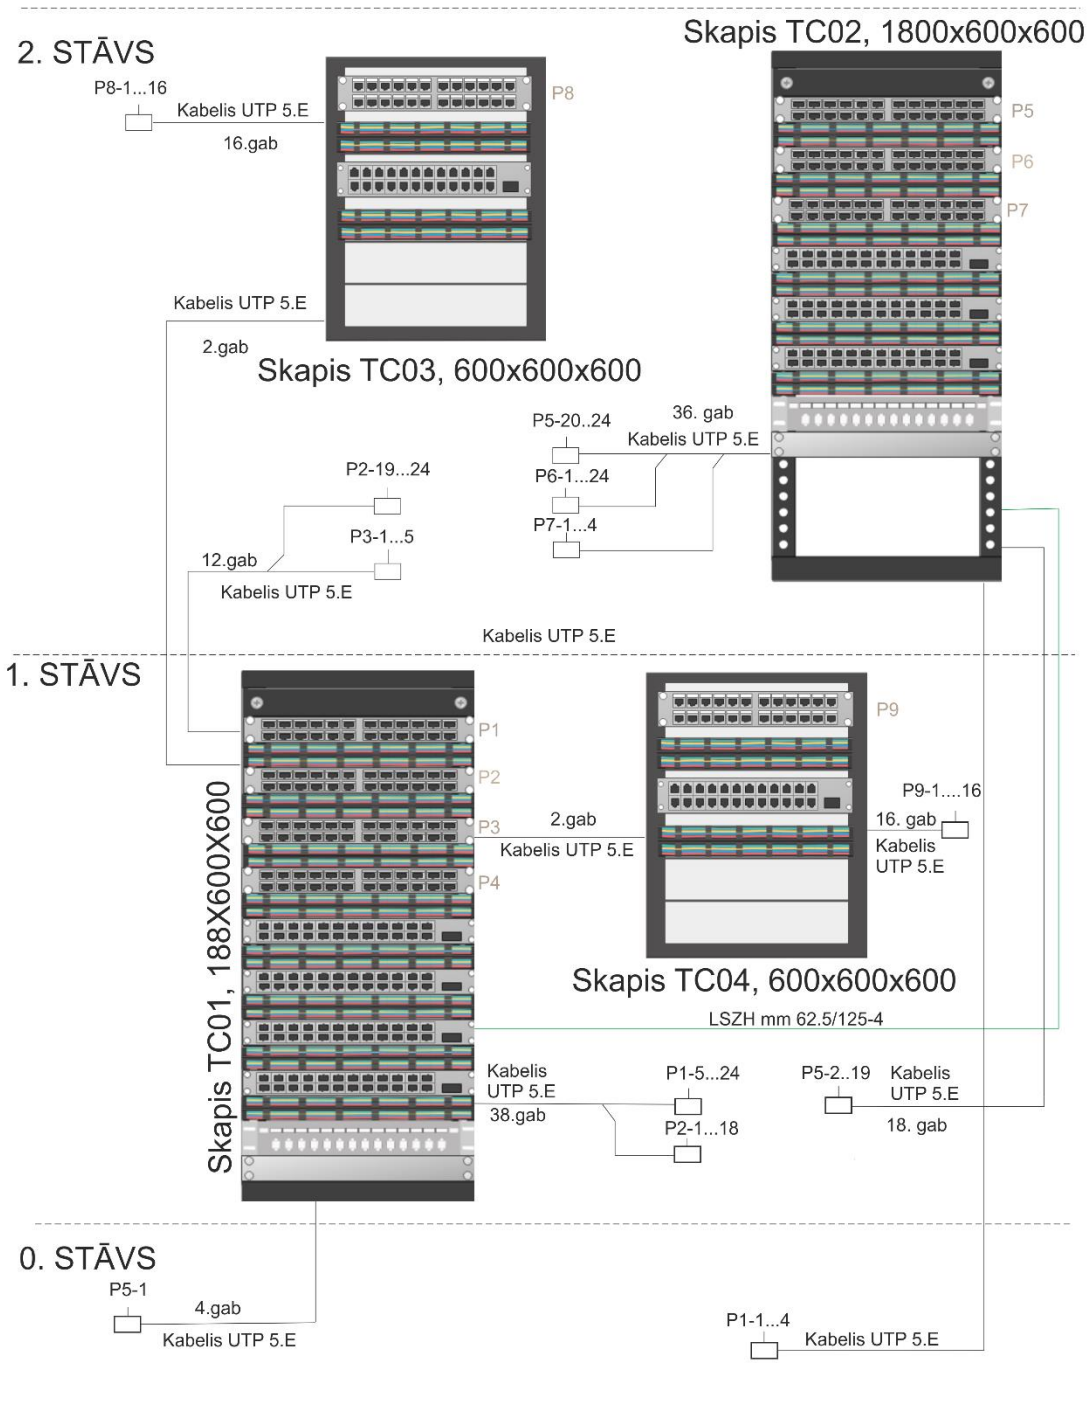 Skapis TC02, 1800x600x600
2. STĀVS
P8-1...16
Kabelis UTP 5.E
16.gab
P8
P5
P6
P7
Kabelis UTP 5.E
2.gab
Skapis TC03, 600x600x600
36. gab
P5-20..24
Kabelis UTP 5.E
P6-1...24
P7-1...4
P2-19...24
P3-1...5
12.gab
Kabelis UTP 5.E
Kabelis UTP 5.E
1. STĀVS
P1
P2
P3
P4
Skapis TC01, 188X600X600
2.gab
Kabelis UTP 5.E
P9
P9-1....16
16. gab
Kabelis
UTP 5.E
Skapis TC04, 600x600x600
LSZH mm 62.5/125-4
Kabelis
UTP 5.E
38.gab
P1-5...24
P2-1...18
P5-2..19
Kabelis
UTP 5.E
18. gab
0. STĀVS
P5-1
4.gab
Kabelis UTP 5.E
P1-1...4
Kabelis UTP 5.E